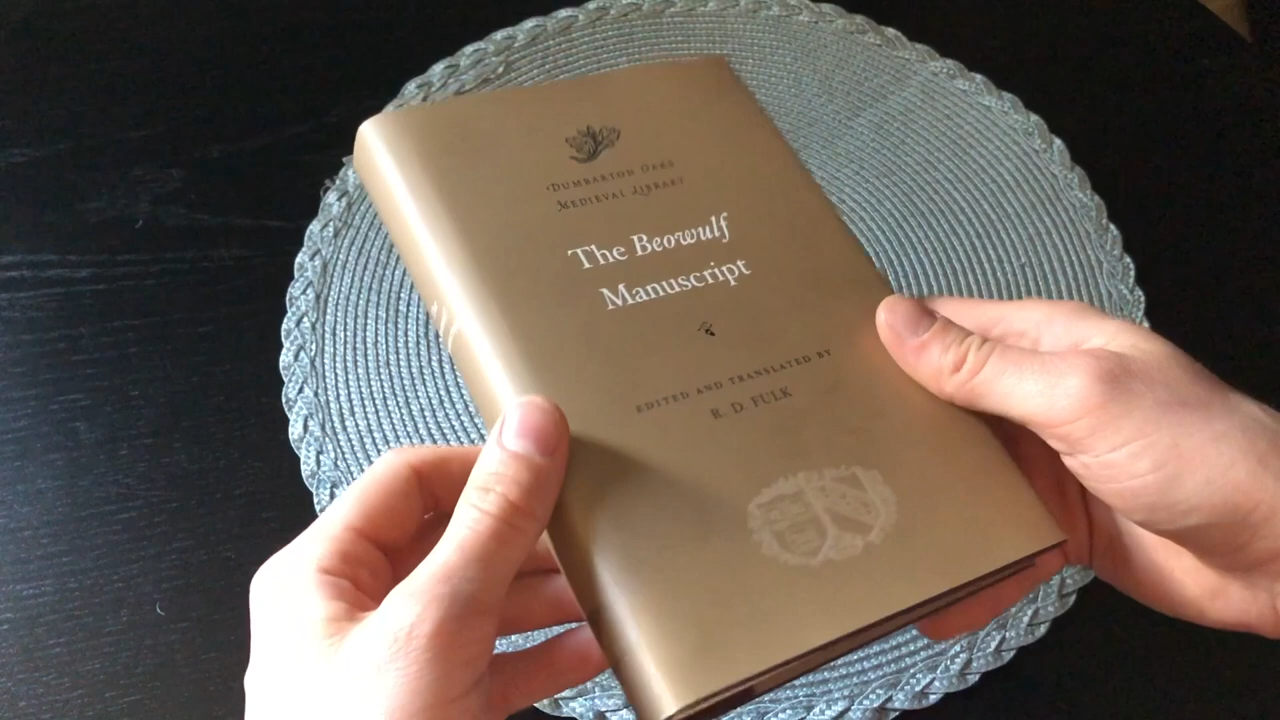 DUMBARTON OAKS
MEDIEVAL LIBRARY
The Beowulf
Manuscript
EDITED AND TRANSLATED BY
R. D. FULK